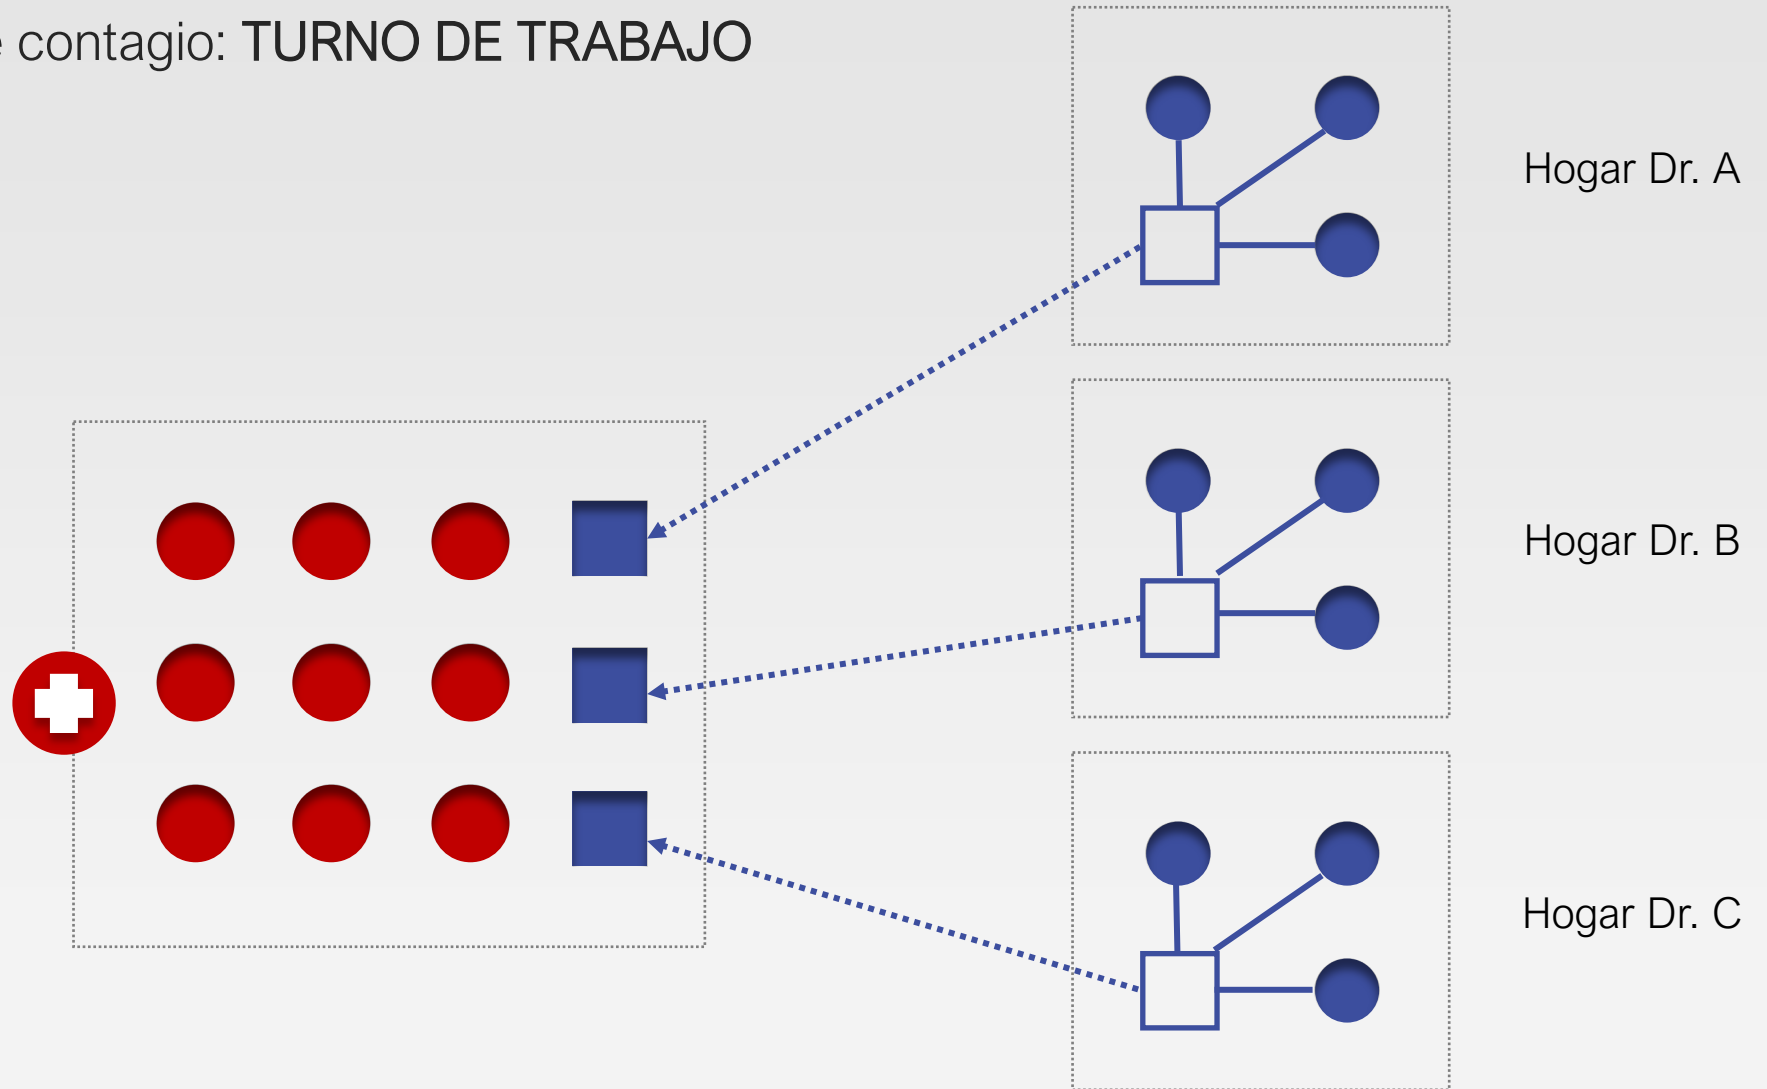 e contagio: TURNO DE TRABAJO
Hogar Dr. A
Hogar Dr. B
Hogar Dr. C